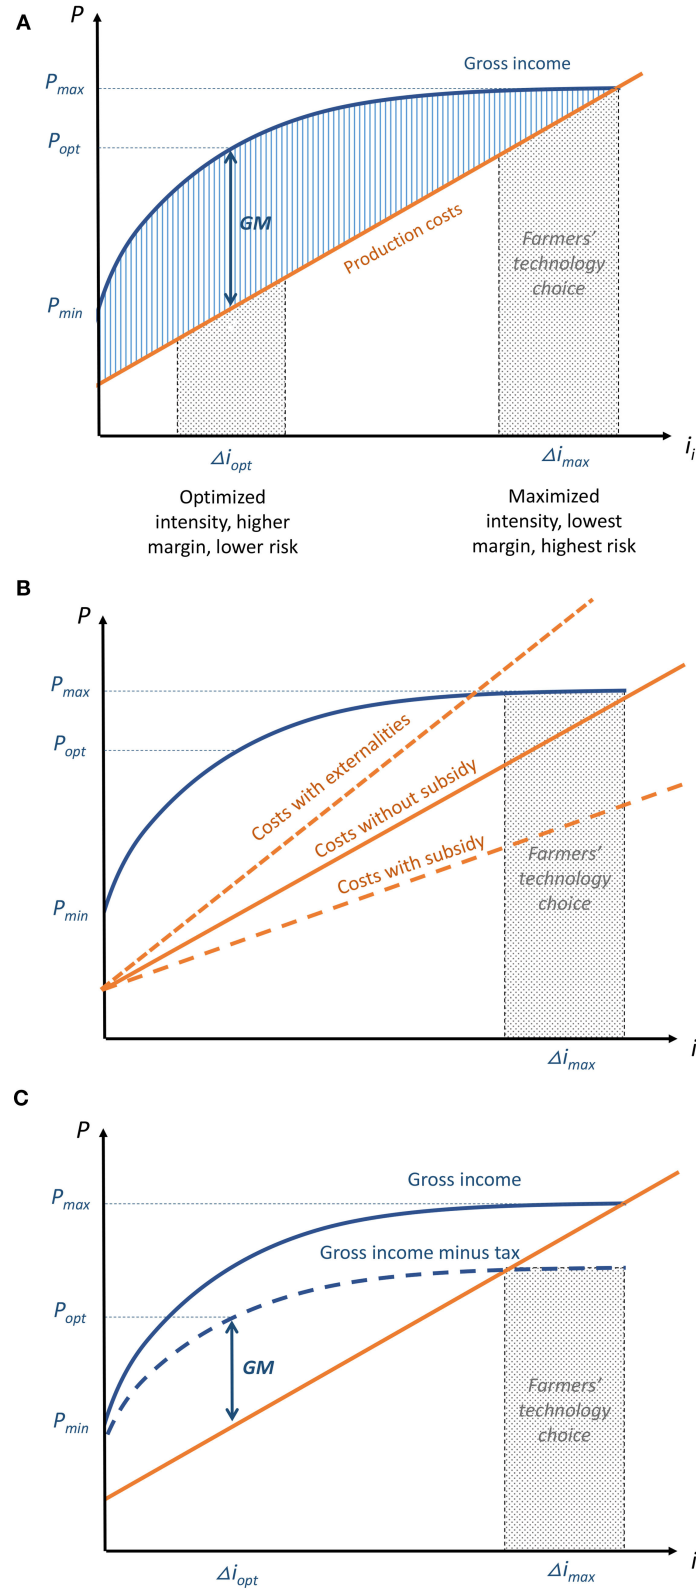 A
P
Gross income
Pmax
Popt
GM
Production costs
Farmers'
technology
choice
Pmin
ii
Δiopt
Δimax
Optimized
intensity, higher
margin, lower risk
Maximized
intensity, lowest
margin, highest risk
B
P
Pmax
Popt
Costs with externalities
Costs without subsidy
Costs with subsidy
Farmers'
technology
choice
Pmin
i
Δimax
C
P
Gross income
Pmax
Gross income minus tax
Popt
GM
Farmers'
technology
choice
Pmin
i
Δiopt
Δimax